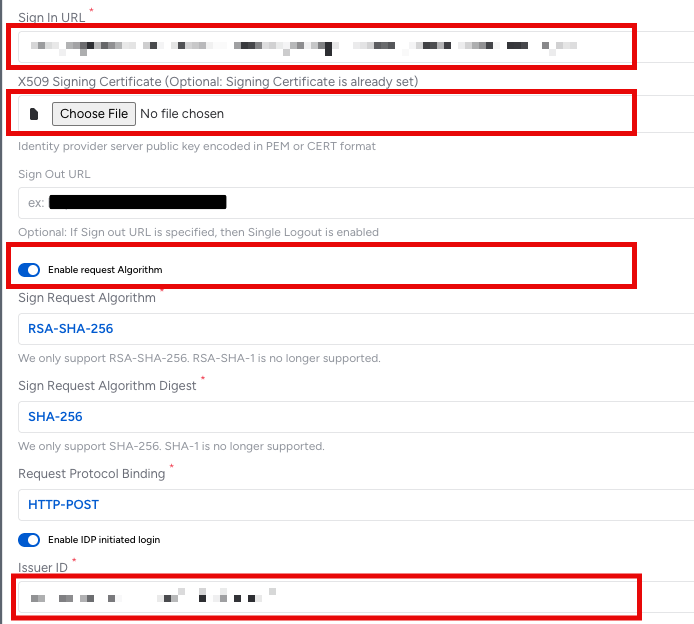 Sign In URL *
X509 Signing Certificate (Optional: Signing Certificate is already set)
Choose File No file chosen
Identity provider server public key encoded in PEM or CERT format
Sign Out URL
ex:
Optional: If Sign out URL is specified, then Single Logout is enabled
Enable request Algorithm
Sign Request Algorithm *
RSA-SHA-256
We only support RSA-SHA-256. RSA-SHA-1 is no longer supported.
Sign Request Algorithm Digest *
SHA-256
We only support SHA-256. SHA-1 is no longer supported.
Request Protocol Binding *
HTTP-POST
Enable IDP initiated login
Issuer ID *